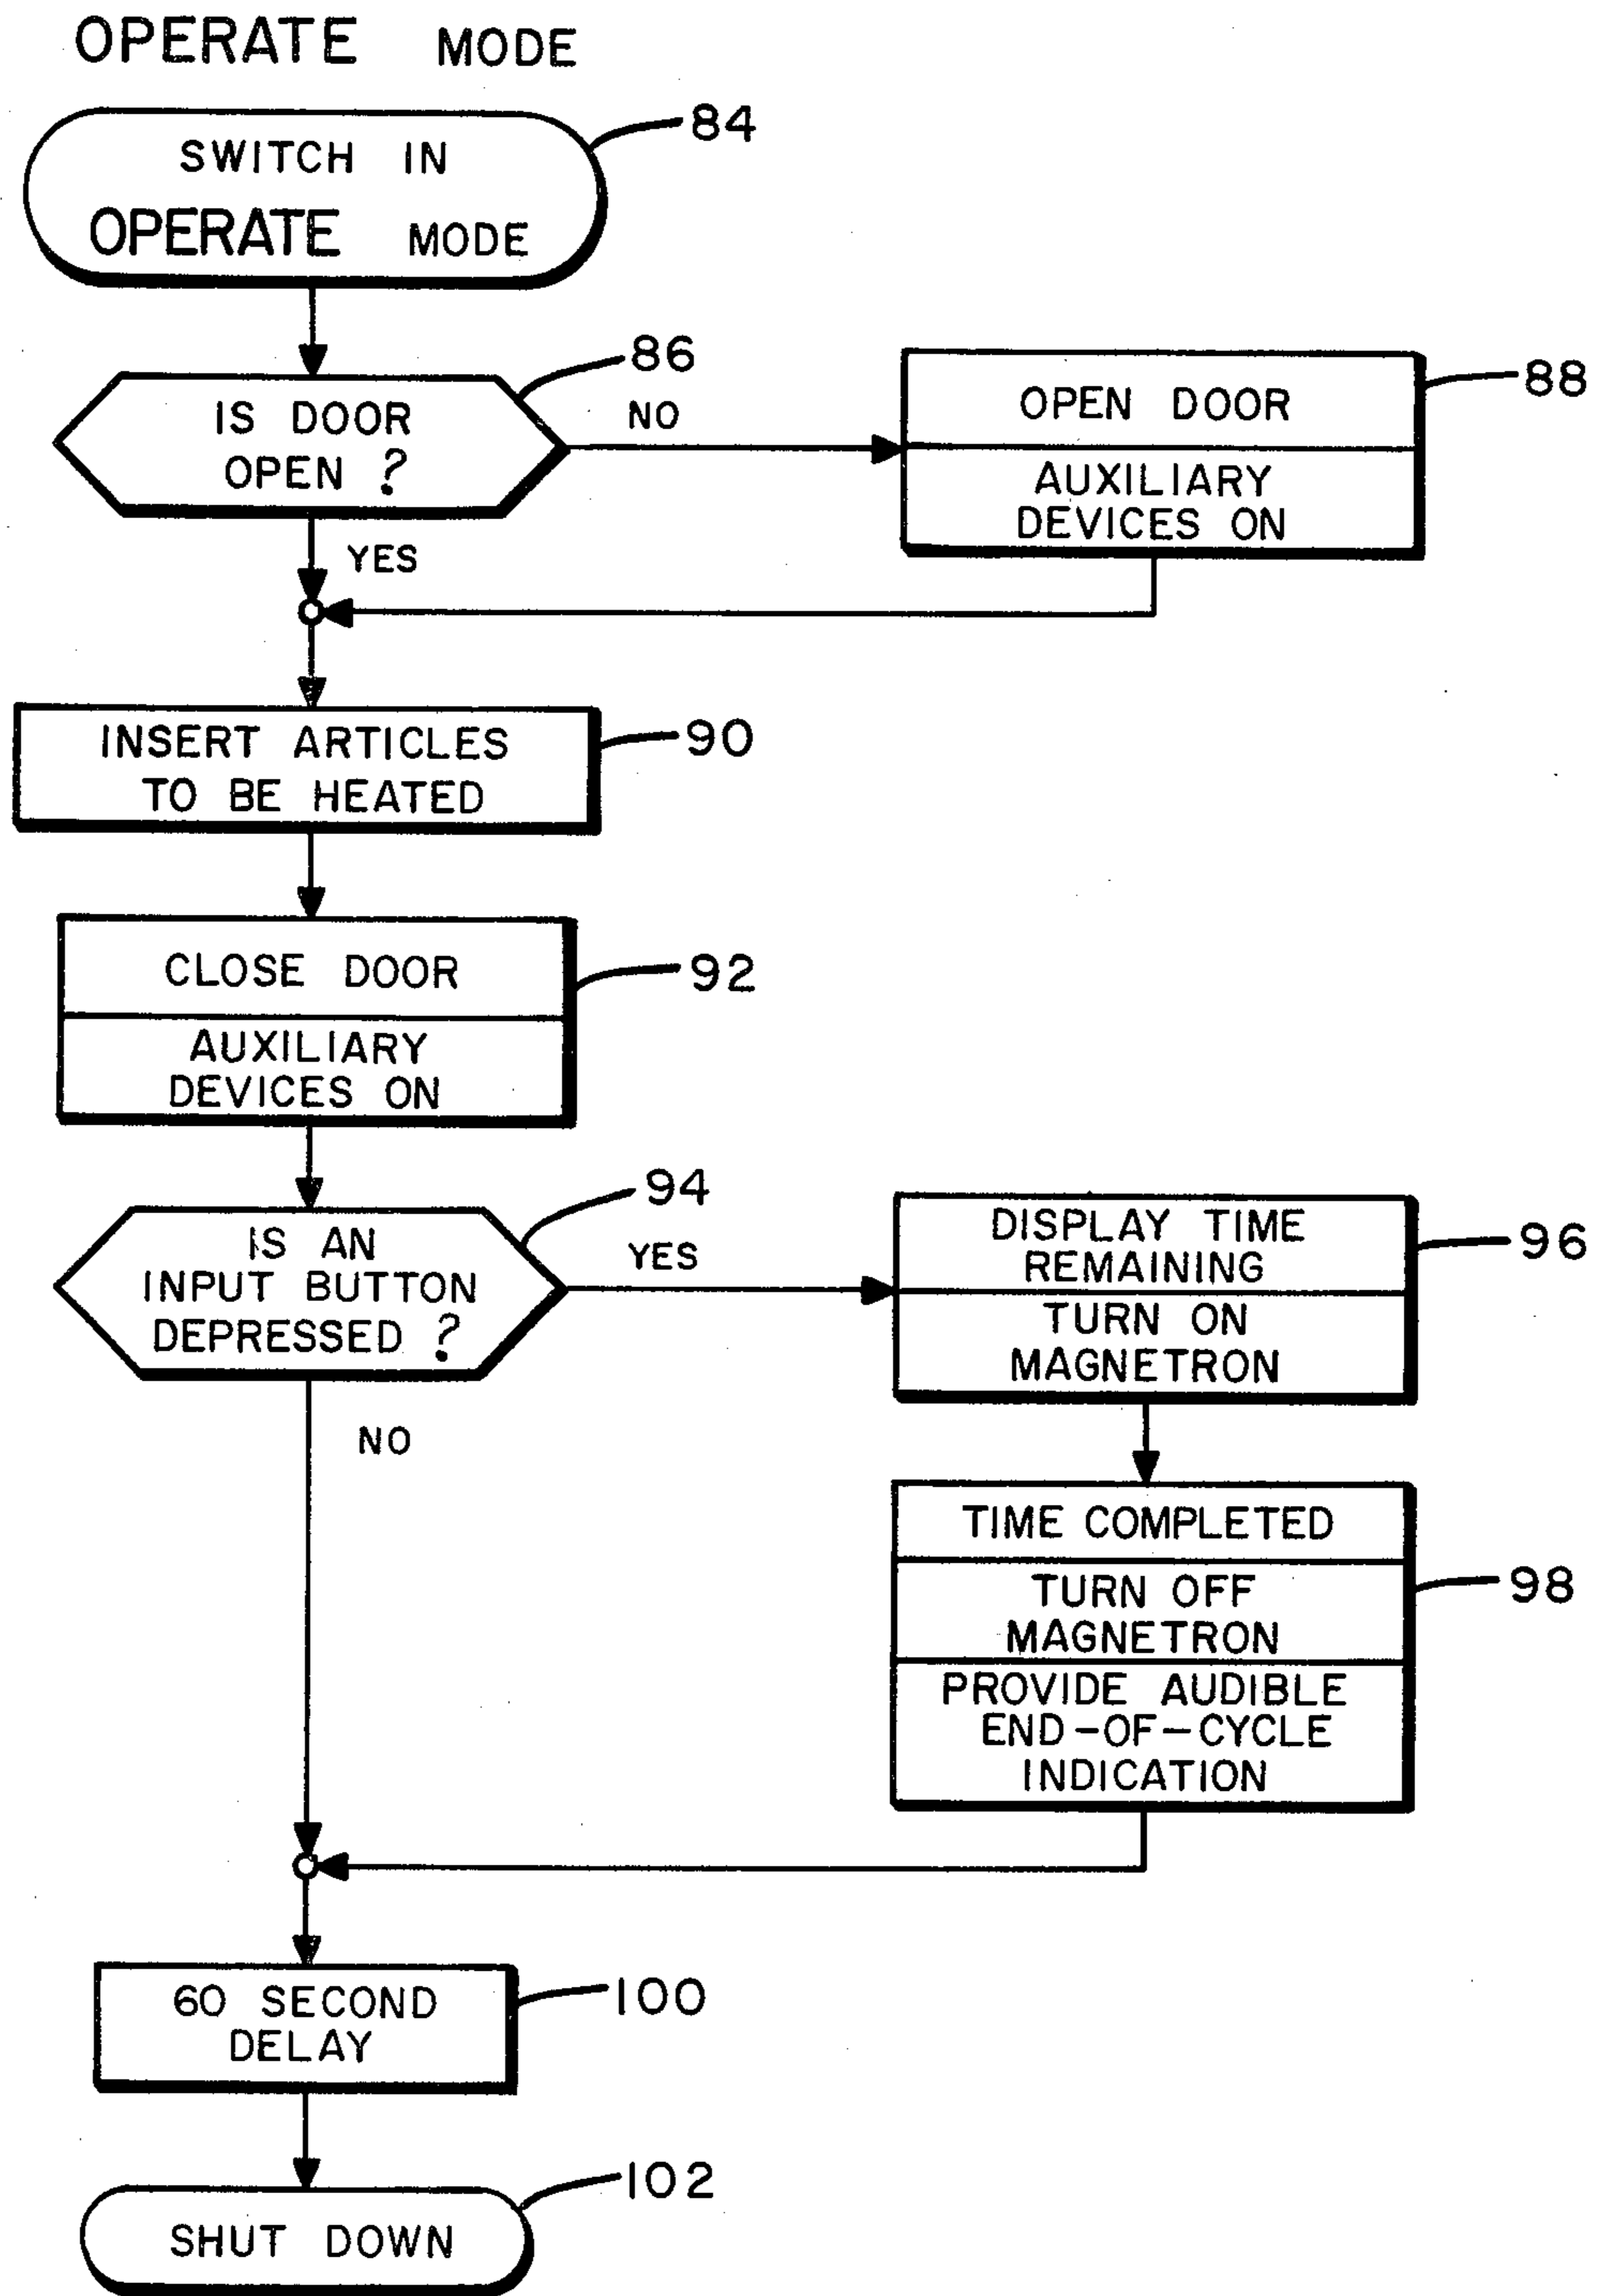 OPERATE MODE
SWITCH IN
OPERATE MODE
84
IS DOOR
OPEN ?
86
NO
OPEN DOOR
AUXILIARY
DEVICES ON
88
YES
INSERT ARTICLES
TO BE HEATED
90
CLOSE DOOR
AUXILIARY
DEVICES ON
92
IS AN
INPUT BUTTON
DEPRESSED ?
94
YES
DISPLAY TIME
REMAINING
TURN ON
MAGNETRON
96
NO
TIME COMPLETED
TURN OFF
MAGNETRON
PROVIDE AUDIBLE
END-OF-CYCLE
INDICATION
98
60 SECOND
DELAY
100
SHUT DOWN
102